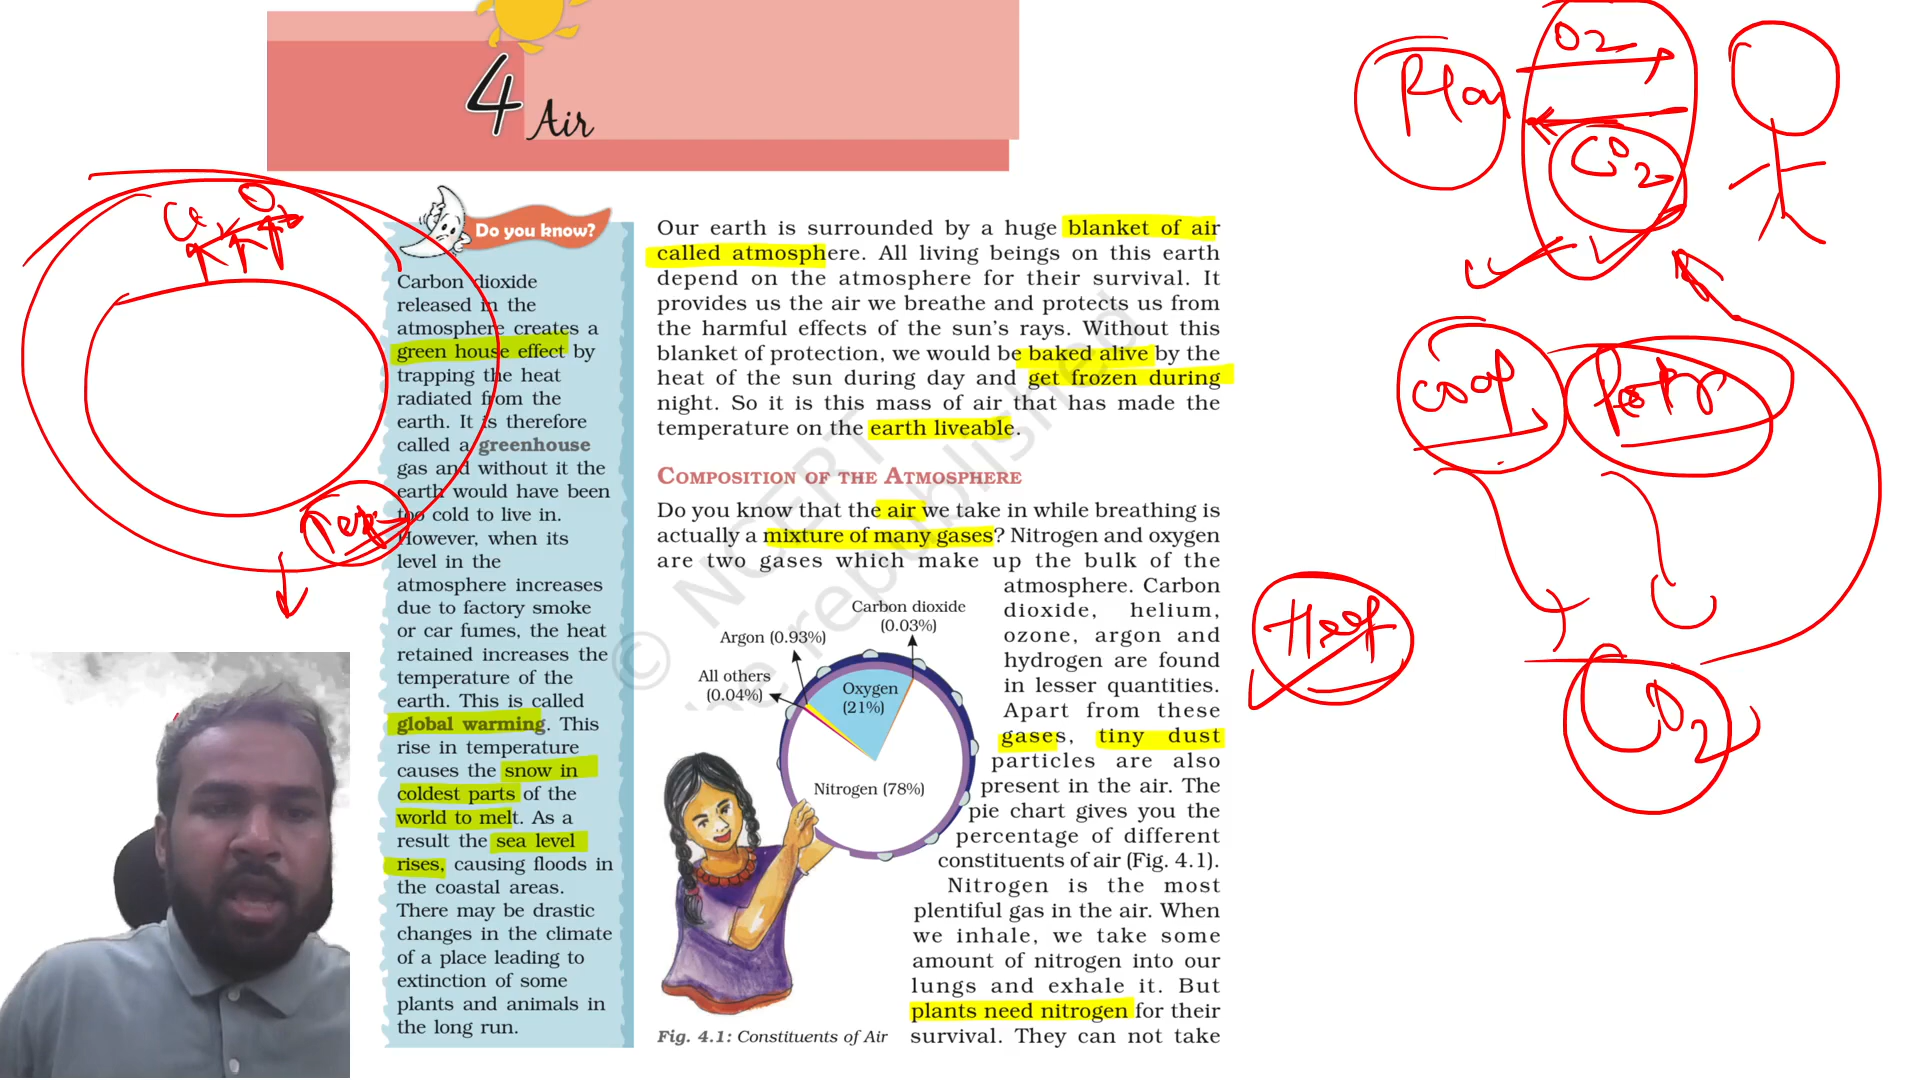 4 Air
Do you know?
Carbon dioxide
released in the
atmosphere creates a
green house effect by
trapping the heat
radiated from the
earth. It is therefore
called a greenhouse
gas and without it the
earth would have been
too cold to live in.
However, when its
level in the
atmosphere increases
due to factory smoke
or car fumes, the heat
retained increases the
temperature of the
earth. This is called
global warming. This
rise in temperature
causes the snow in
coldest parts of the
world to melt. As a
result the sea level
rises, causing floods in
the coastal areas.
There may be drastic
changes in the climate
of a place leading to
extinction of some
plants and animals in
the long run.
Our earth is surrounded by a huge blanket of air
called atmosphere. All living beings on this earth
depend on the atmosphere for their survival. It
provides us the air we breathe and protects us from
the harmful effects of the sun's rays. Without this
blanket of protection, we would be baked alive by the
heat of the sun during day and get frozen during
night. So it is this mass of air that has made the
temperature on the earth liveable.
COMPOSITION OF THE ATMOSPHERE
Do you know that the air we take in while breathing is
actually a mixture of many gases? Nitrogen and oxygen
are two gases which make up the bulk of the
atmosphere. Carbon
dioxide, helium,
ozone, argon and
hydrogen are found
in lesser quantities.
Apart from these
gases, tiny dust
particles are also
present in the air. The
pie chart gives you the
percentage of different
constituents of air (Fig. 4.1).
Nitrogen is the most
plentiful gas in the air. When
we inhale, we take some
amount of nitrogen into our
lungs and exhale it. But
plants need nitrogen for their
survival. They can not take
Carbon dioxide
(0.03%)
Argon (0.93%)
All others
(0.04%)
Oxygen
(21%)
Nitrogen (78%)
Fig. 4.1: Constituents of Air
© NCERT
republished
O2
CO2
CO2